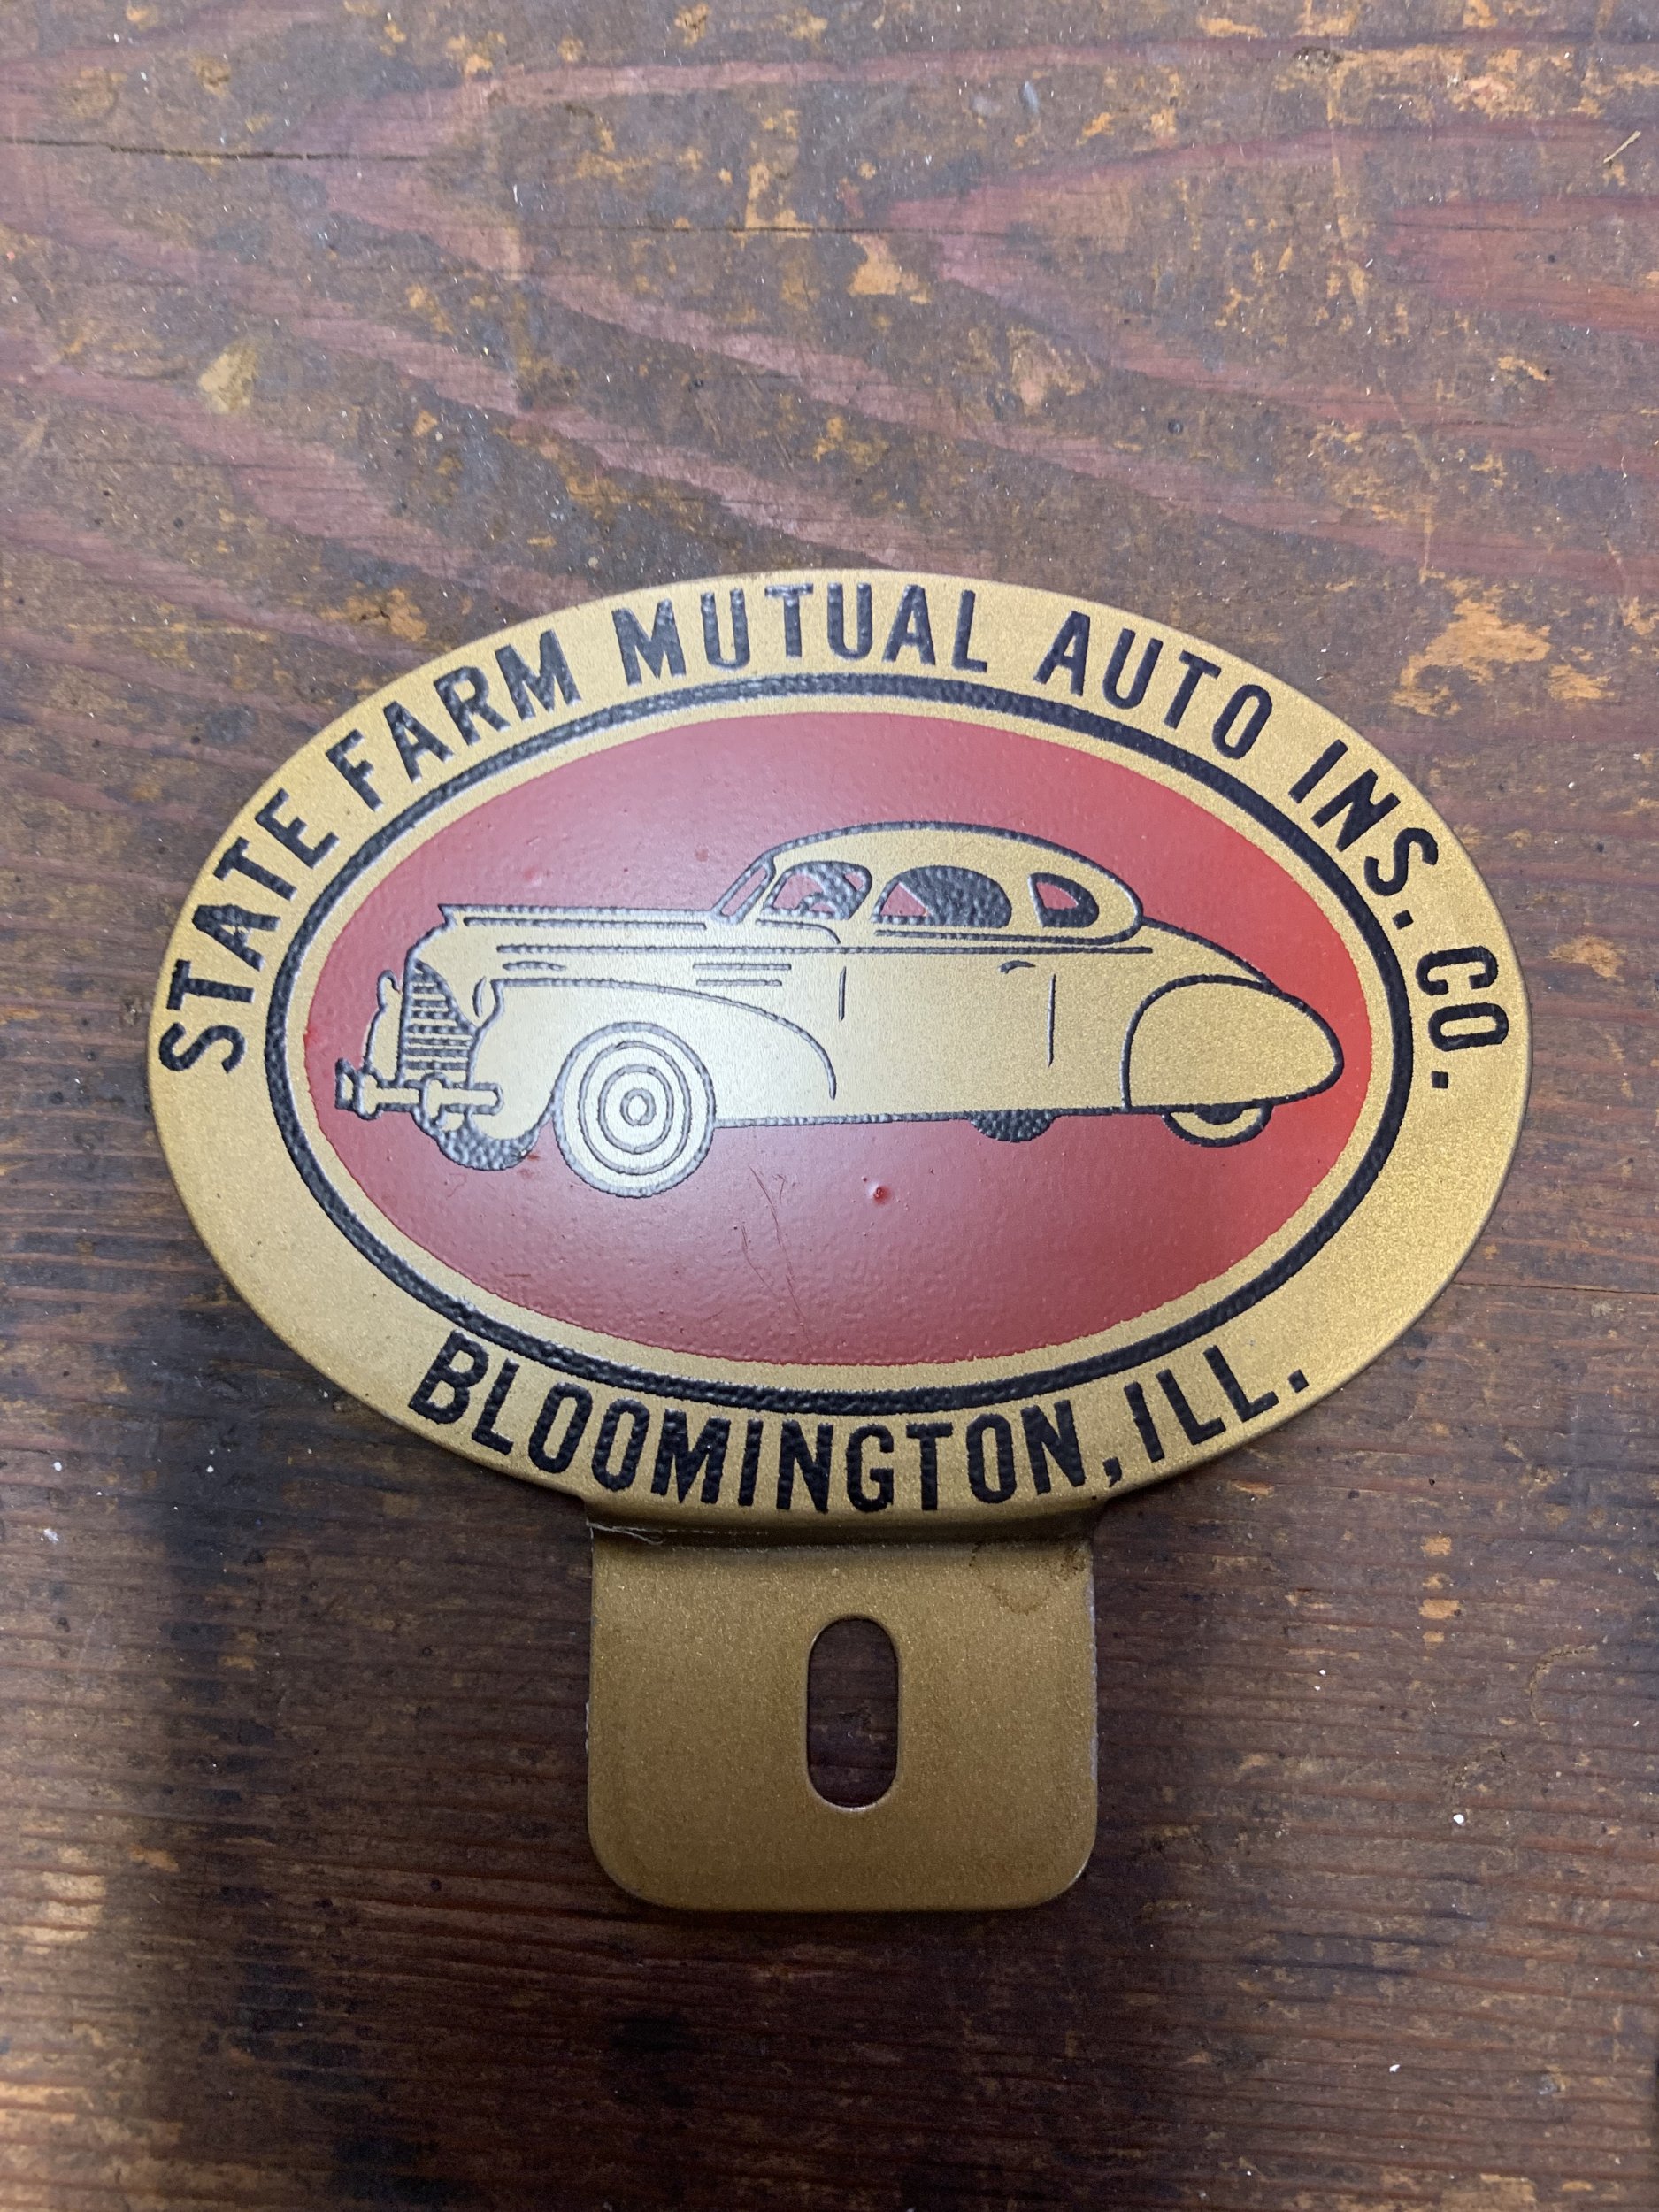 STATE FARM MUTUAL AUTO INS. CO.
BLOOMINGTON, ILL.